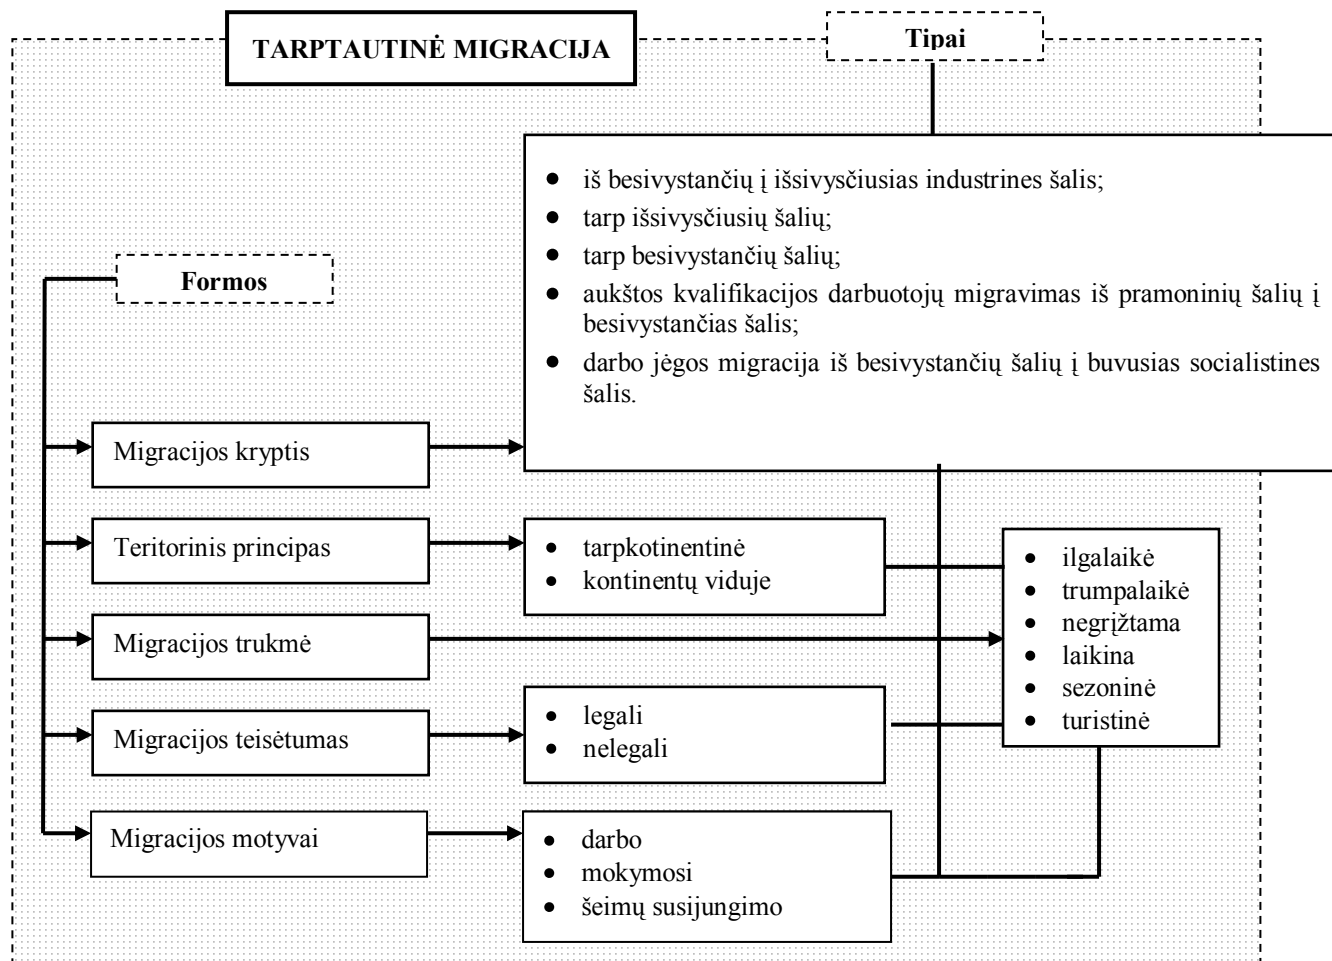 TARPTAUTINĖ MIGRACIJA
Tipai
• iš besivystančių į išsivysčiusias industrines šalis;
• tarp išsivysčiusių šalių;
• tarp besivystančių šalių;
• aukštos kvalifikacijos darbuotojų migravimas iš pramoninių šalių į
besivystančias šalis;
• darbo jėgos migracija iš besivystančių šalių į buvusias socialistines
šalis.
Formos
Migracijos kryptis
Teritorinis principas
• tarpkotinentinė
• kontinentų viduje
Migracijos trukmė
• ilgalaikė
• trumpalaikė
• negrįžtama
• laikina
• sezoninė
• turistinė
Migracijos teisėtumas
• legali
• nelegali
Migracijos motyvai
• darbo
• mokymosi
• šeimų susijungimo